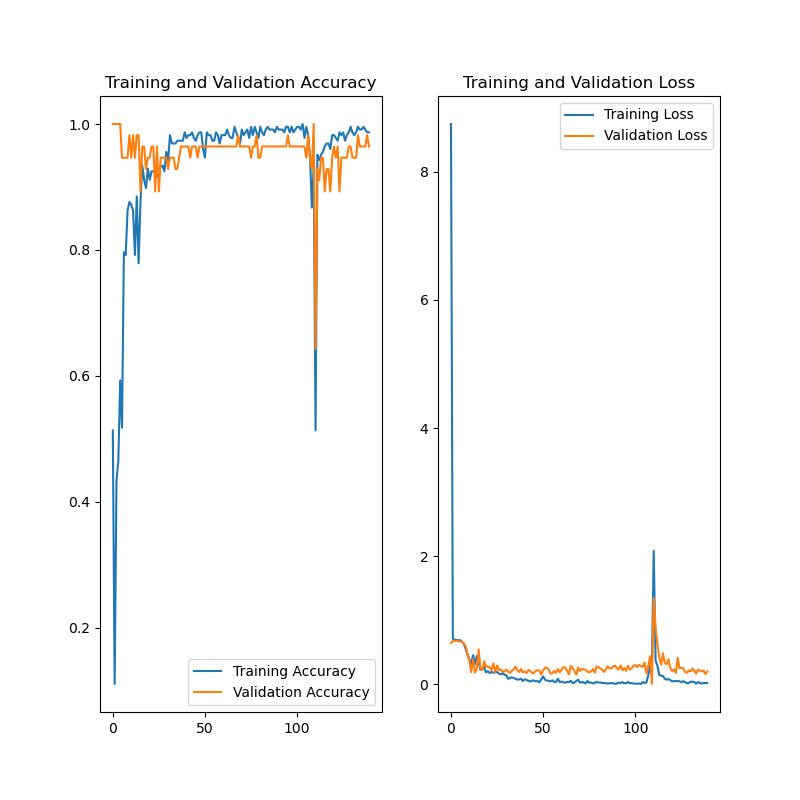 Training and Validation Accuracy
1.0
0.8
0.6
0.4
0.2
0
50
100
Training Accuracy
Validation Accuracy
Training and Validation Loss
8
6
4
2
0
0
50
100
Training Loss
Validation Loss